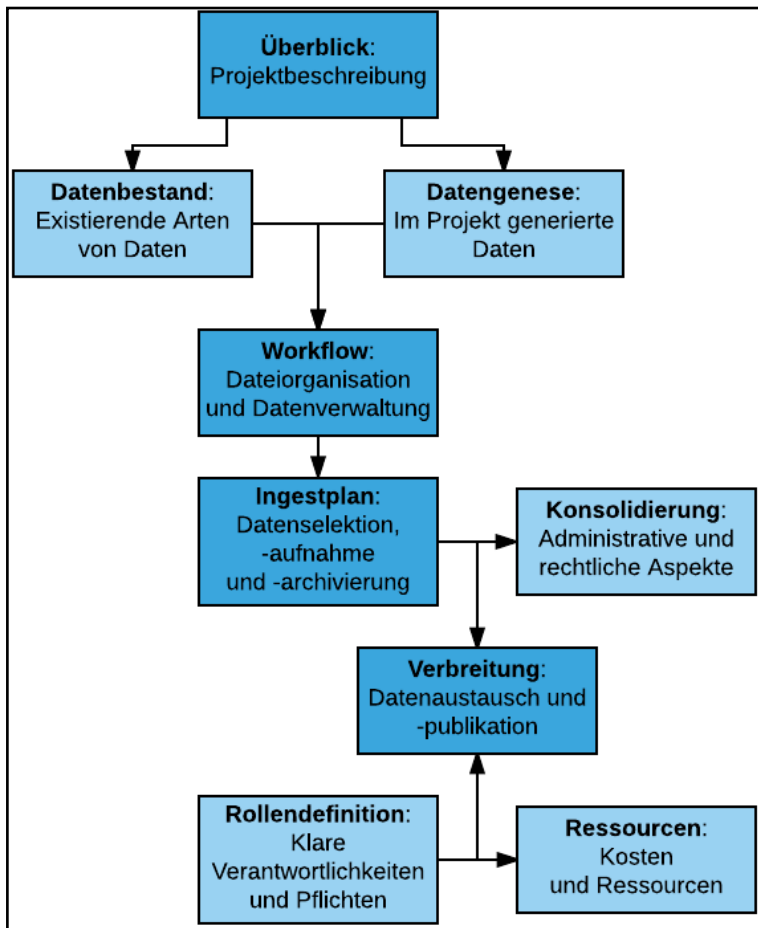 Überblick:
Projektbeschreibung
Datenbestand:
Existierende Arten
von Daten
Datengenese:
Im Projekt generierte
Daten
Workflow:
Dateiorganisation
und Datenverwaltung
Ingestplan:
Datenselektion,
-aufnahme
und -archivierung
Konsolidierung:
Administrative und
rechtliche Aspekte
Verbreitung:
Datenaustausch und
-publikation
Rollendefinition:
Klare
Verantwortlichkeiten
und Pflichten
Ressourcen:
Kosten
und Ressourcen